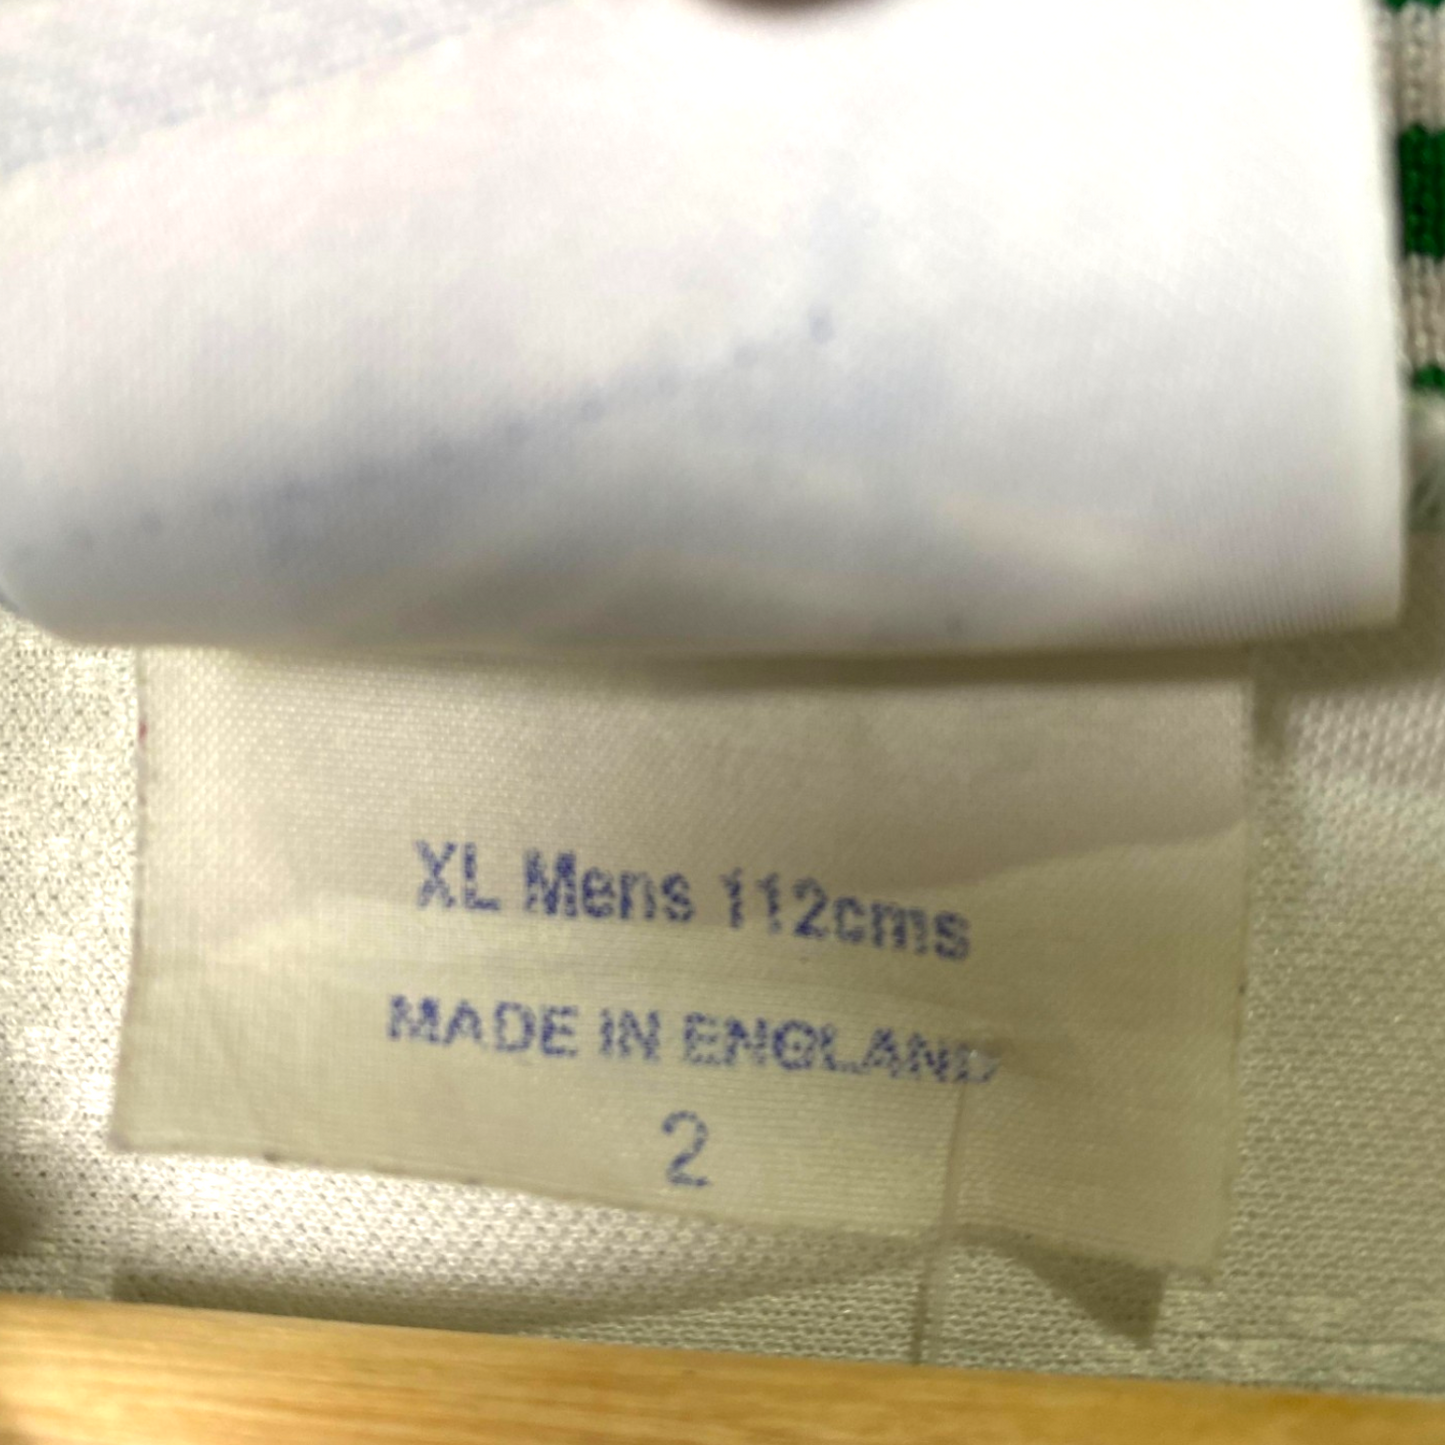 XL Mens 112cms
MADE IN ENGLAND
2